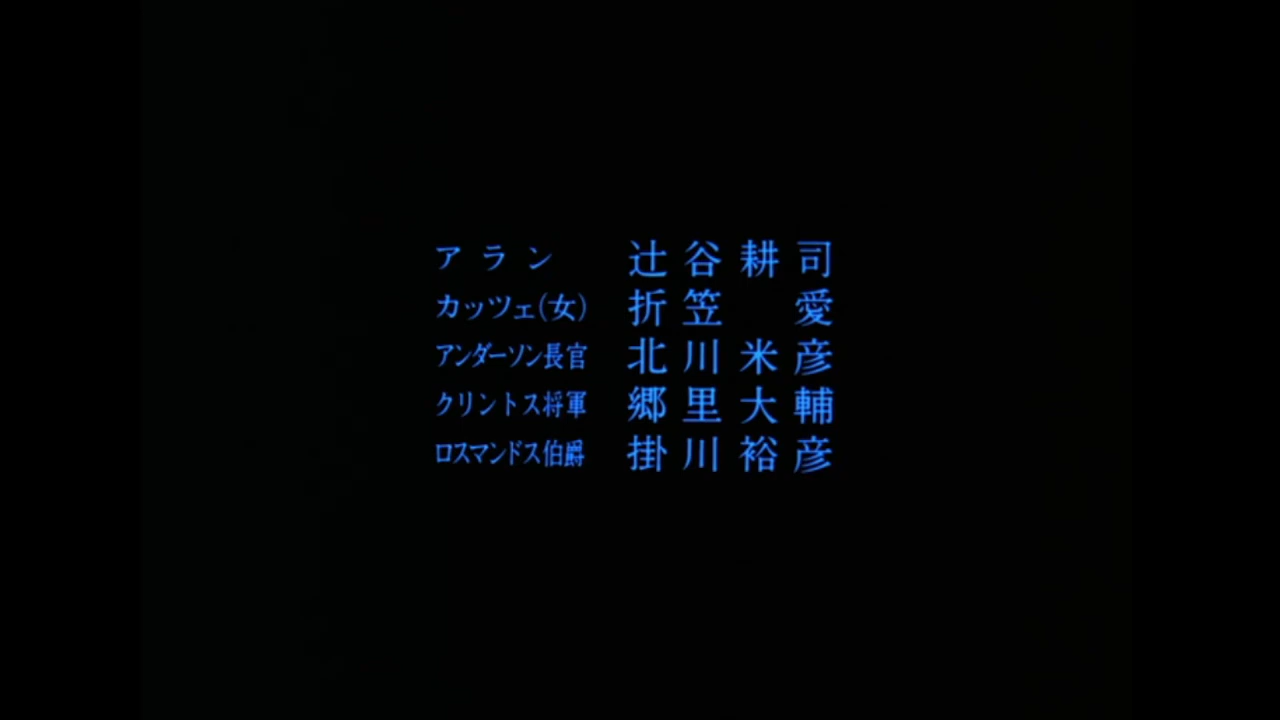 アラン 辻谷耕司
カッツェ(女) 折笠 愛
アンダーソン長官 北川米彦
クリントス将軍 郷里大輔
ロスマンドス伯爵 掛川裕彦